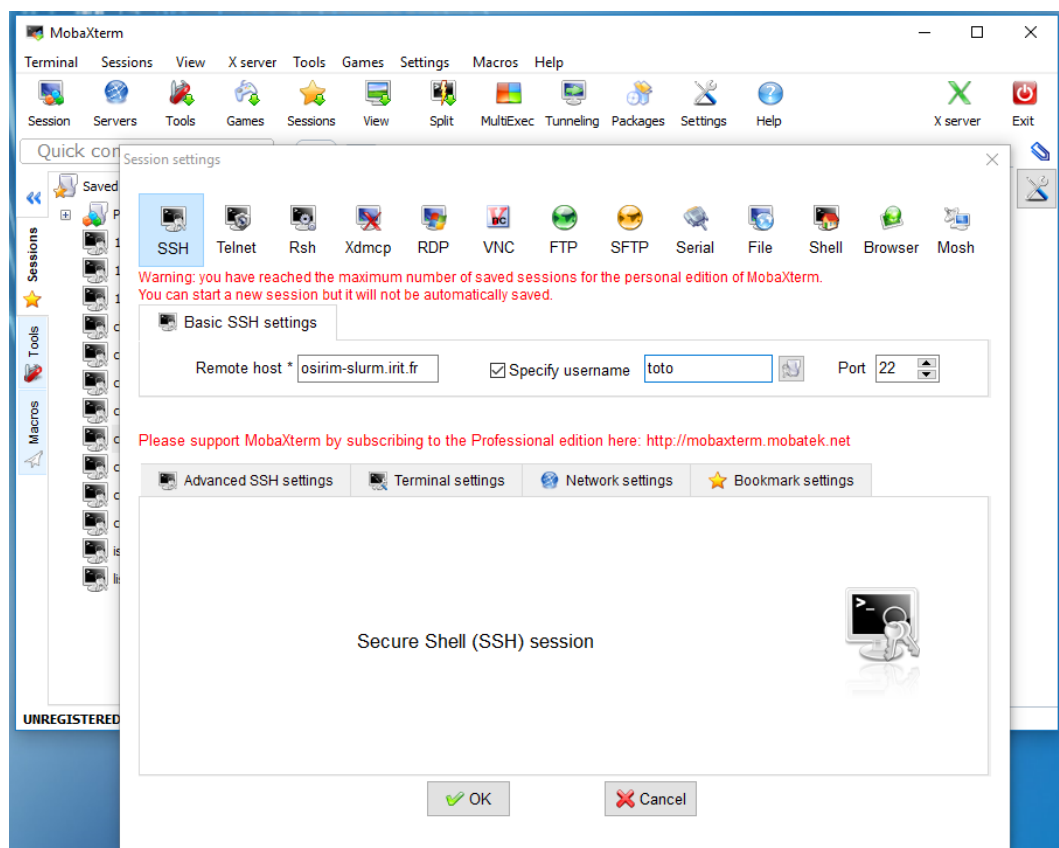 MobaXterm
Terminal Sessions View X server Tools Games Settings Macros Help
Session Servers Tools Games Sessions View Split MultiExec Tunneling Packages Settings Help X server Exit
Quick con
Session settings
Saved
Sessions
Tools
Macros
SSH Telnet Rsh Xdmcp RDP VNC FTP SFTP Serial File Shell Browser Mosh
Warning: you have reached the maximum number of saved sessions for the personal edition of MobaXterm.
You can start a new session but it will not be automatically saved.
Basic SSH settings
Remote host * osirim-slurm.irit.fr Specify username toto Port 22
Please support MobaXterm by subscribing to the Professional edition here: http://mobaxterm.mobatek.net
Advanced SSH settings Terminal settings Network settings Bookmark settings
Secure Shell (SSH) session
UNREGISTERED
OK Cancel